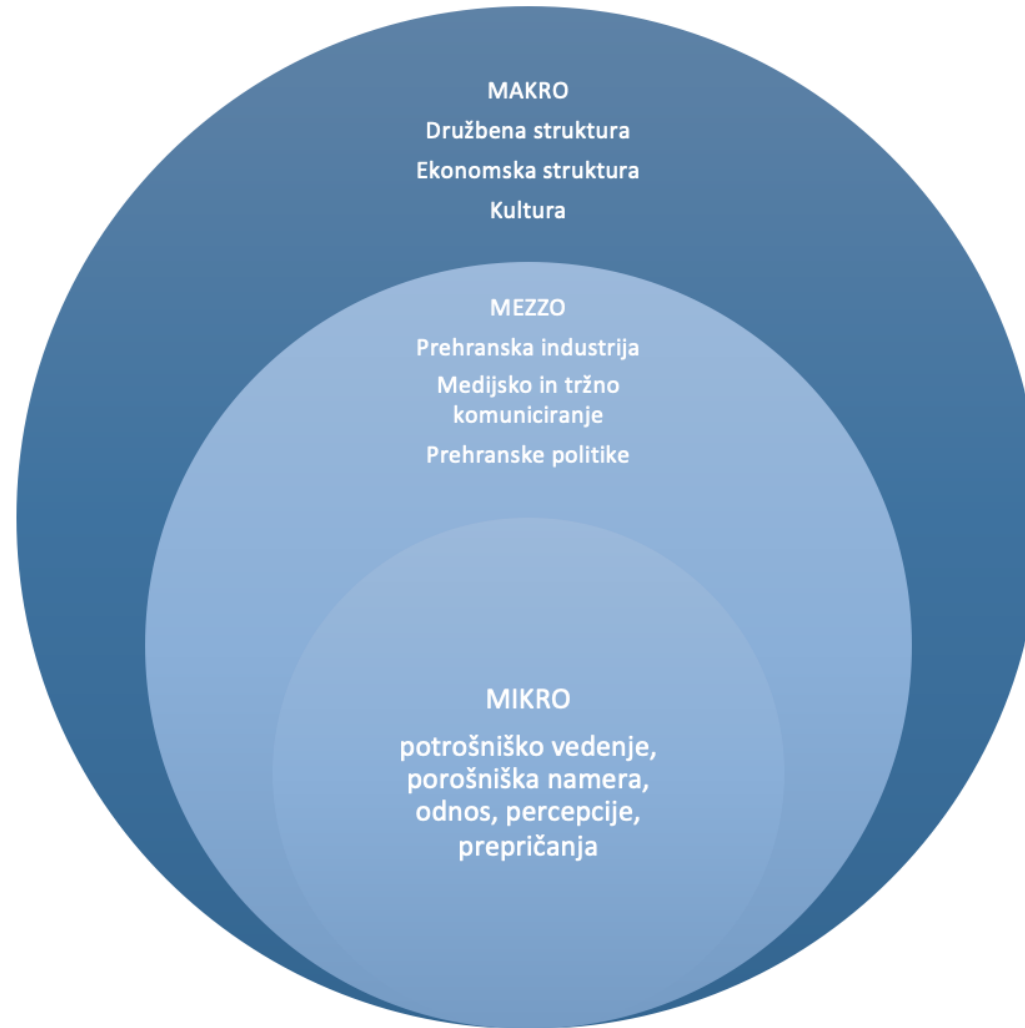 MAKRO
Družbena struktura
Ekonomska struktura
Kultura
MEZZO
Prehranska industrija
Medijsko in tržno
komuniciranje
Prehranske politike
MIKRO
potrošniško vedenje,
porošniška namera,
odnos, percepcije,
prepričanja